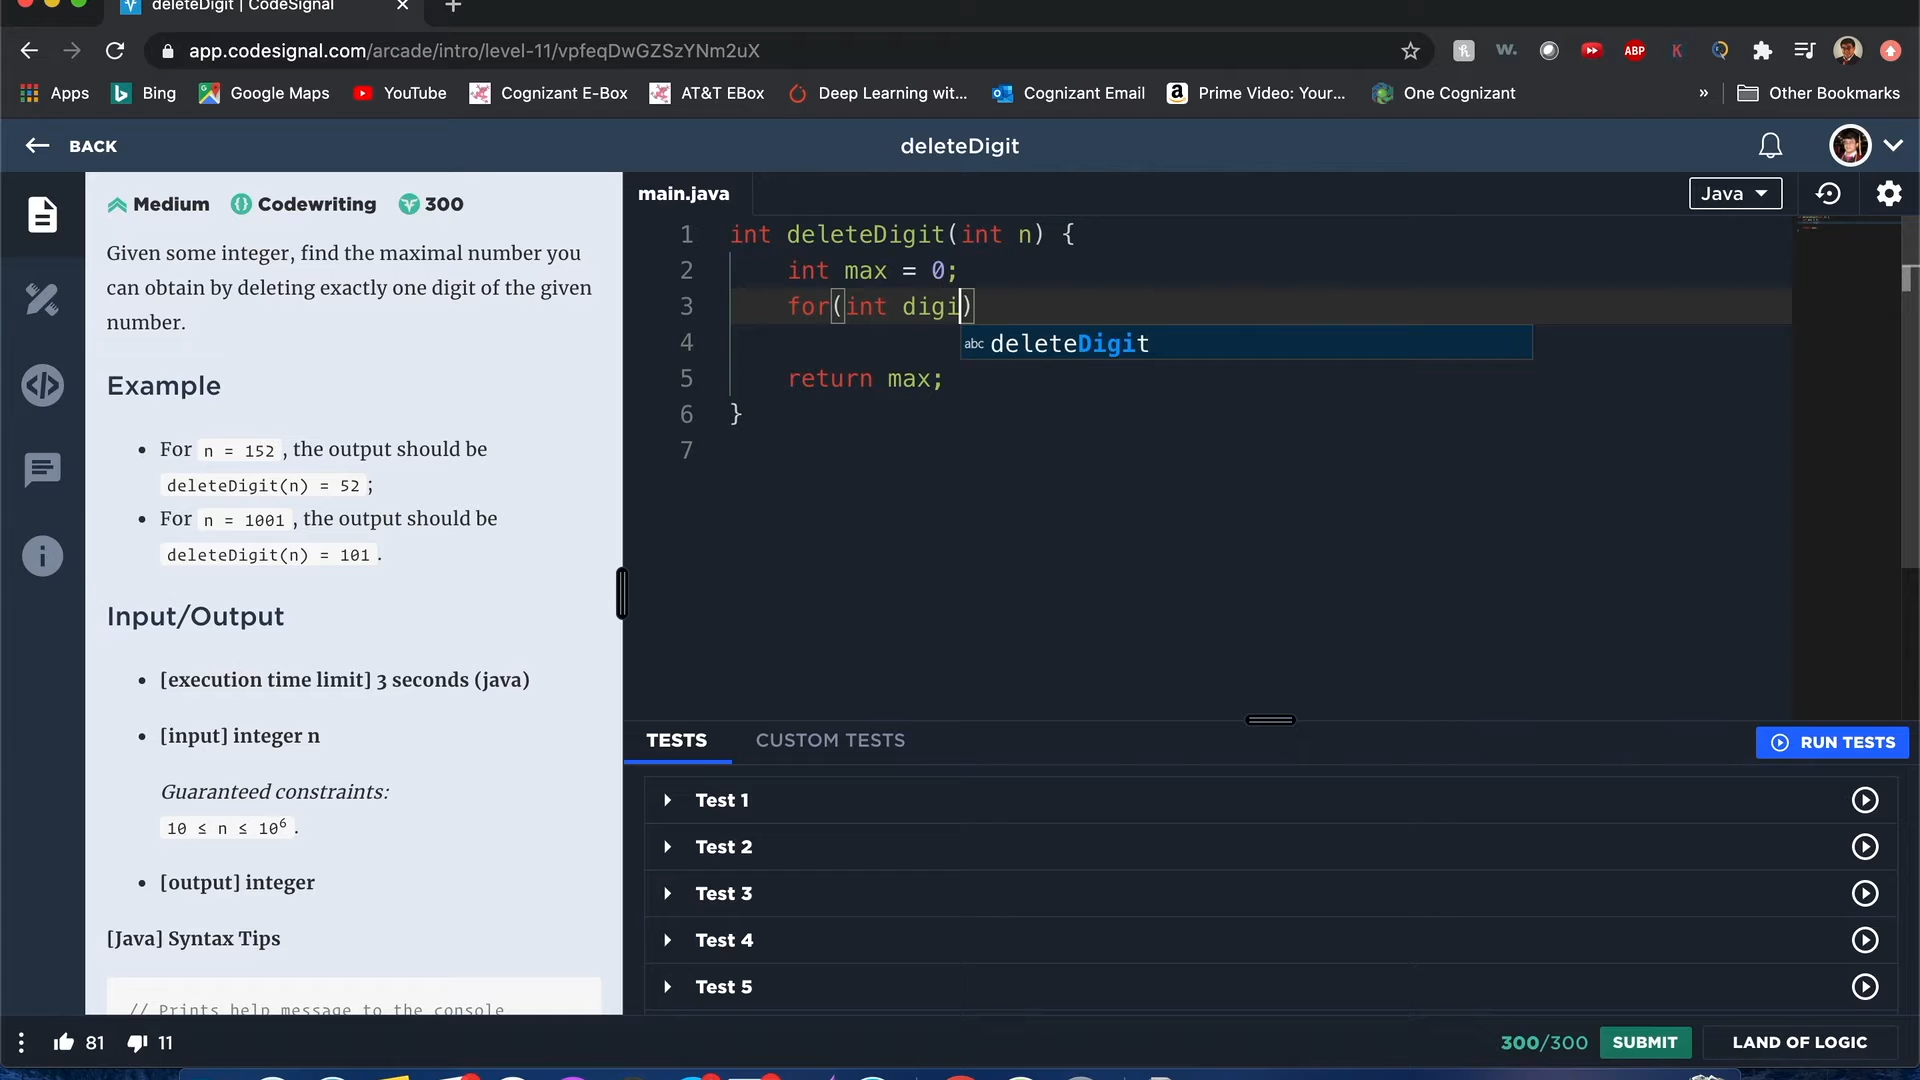 deleteDigit | CodeSignal
app.codesignal.com/arcade/intro/level-11/vpfeqDwGZSzYNm2uX
Apps Bing Google Maps YouTube Cognizant E-Box AT&T EBox Deep Learning wit... Cognizant Email Prime Video: Your... One Cognizant » Other Bookmarks
BACK
deleteDigit
Medium Codewriting 300
Given some integer, find the maximal number you
can obtain by deleting exactly one digit of the given
number.
Example
• For n = 152, the output should be
deleteDigit(n) = 52;
• For n = 1001, the output should be
deleteDigit(n) = 101.
Input/Output
• [execution time limit] 3 seconds (java)
• [input] integer n
Guaranteed constraints:
10 ≤ n ≤ 10⁶.
• [output] integer
[Java] Syntax Tips
// Prints help message to the console
main.java
Java
1 int deleteDigit(int n) {
2 int max = 0;
3 for(int digi)
4
abc deleteDigit
5 return max;
6 }
7
TESTS CUSTOM TESTS
RUN TESTS
Test 1
Test 2
Test 3
Test 4
Test 5
81 11
300/300 SUBMIT LAND OF LOGIC